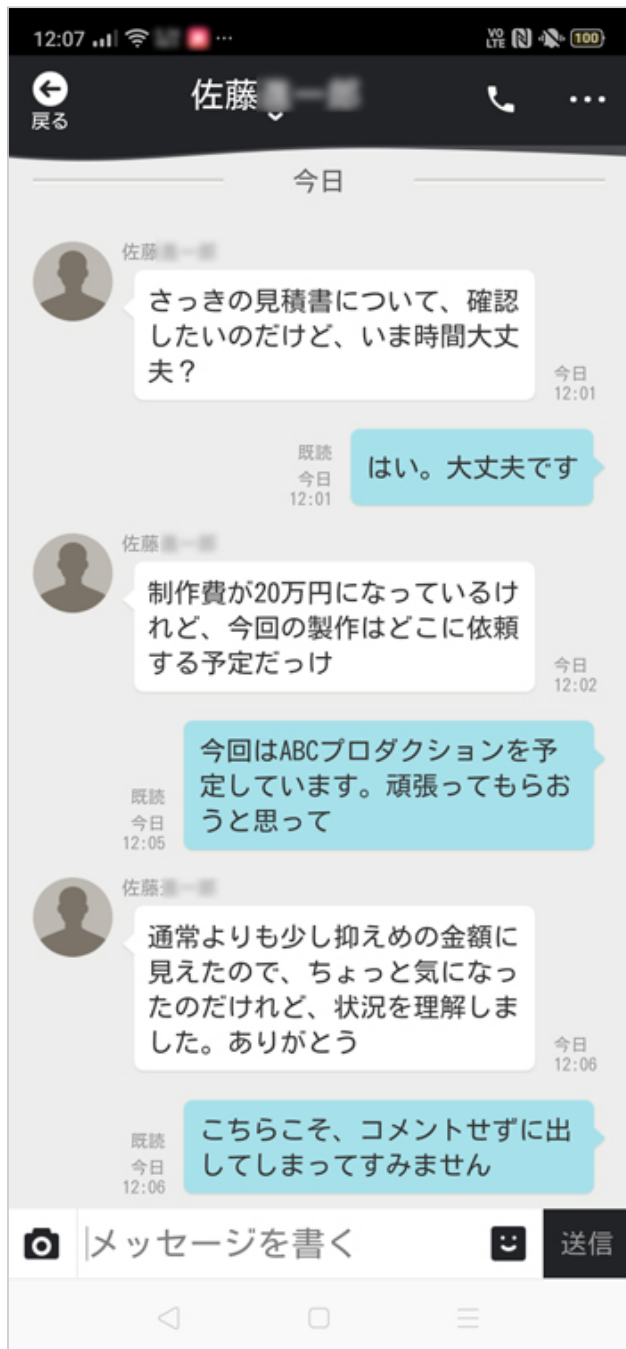 12:07
VO
LTE
100
戻る
佐藤
今日
佐藤
さっきの見積書について、確認
したいのだけど、いま時間大丈
夫？
今日
12:01
既読
今日
12:01
はい。大丈夫です
佐藤
制作費が20万円になっているけ
れど、今回の製作はどこに依頼
する予定だっけ
今日
12:02
今回はABCプロダクションを予
定しています。頑張ってもらお
うと思って
既読
今日
12:05
佐藤
通常よりも少し抑えめの金額に
見えたので、ちょっと気になっ
たのだけれど、状況を理解しま
した。ありがとう
今日
12:06
こちらこそ、コメントせずに出
してしまってすみません
既読
今日
12:06
メッセージを書く
送信